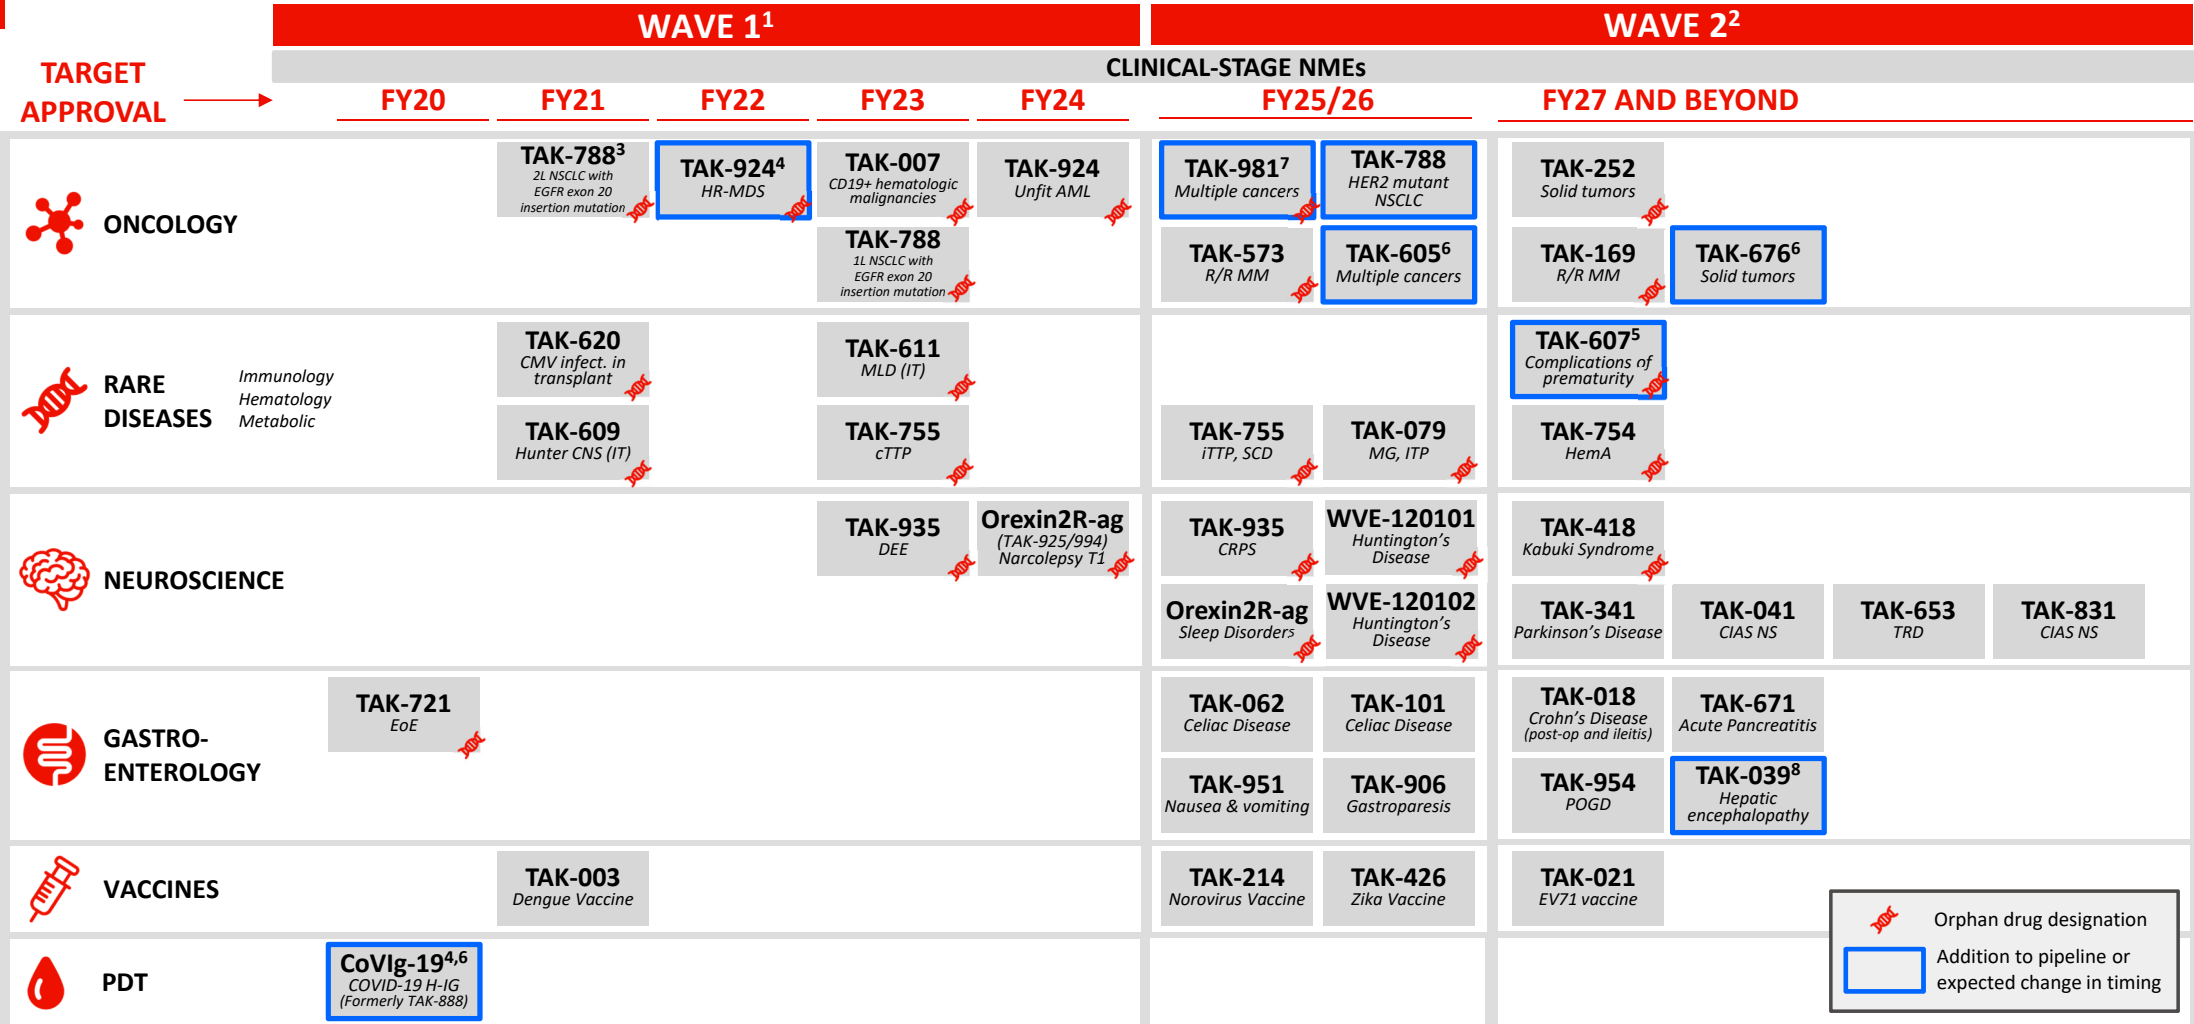 WAVE 1¹
WAVE 2²
CLINICAL-STAGE NMEs
TARGET
APPROVAL
FY20
FY21
FY22
FY23
FY24
FY25/26
FY27 AND BEYOND
ONCOLOGY
TAK-788³
2L NSCLC with
EGFR exon 20
insertion mutation
TAK-924⁴
HR-MDS
TAK-007
CD19+ hematologic
malignancies
TAK-924
Unfit AML
TAK-981⁷
Multiple cancers
TAK-788
HER2 mutant
NSCLC
TAK-252
Solid tumors
TAK-788
1L NSCLC with
EGFR exon 20
insertion mutation
TAK-573
R/R MM
TAK-605⁶
Multiple cancers
TAK-169
R/R MM
TAK-676⁶
Solid tumors
RARE
DISEASES
Immunology
Hematology
Metabolic
TAK-620
CMV infect. in
transplant
TAK-611
MLD (IT)
TAK-607⁵
Complications of
prematurity
TAK-609
Hunter CNS (IT)
TAK-755
cTTP
TAK-755
iTTP, SCD
TAK-079
MG, ITP
TAK-754
HemA
NEUROSCIENCE
TAK-935
DEE
Orexin2R-ag
(TAK-925/994)
Narcolepsy T1
TAK-935
CRPS
WVE-120101
Huntington's
Disease
TAK-418
Kabuki Syndrome
Orexin2R-ag
Sleep Disorders
WVE-120102
Huntington's
Disease
TAK-341
Parkinson's Disease
TAK-041
CIAS NS
TAK-653
TRD
TAK-831
CIAS NS
GASTRO-
ENTEROLOGY
TAK-721
EoE
TAK-062
Celiac Disease
TAK-101
Celiac Disease
TAK-018
Crohn's Disease
(post-op and ileitis)
TAK-671
Acute Pancreatitis
TAK-951
Nausea & vomiting
TAK-906
Gastroparesis
TAK-954
POGD
TAK-039⁸
Hepatic
encephalopathy
VACCINES
TAK-003
Dengue Vaccine
TAK-214
Norovirus Vaccine
TAK-426
Zika Vaccine
TAK-021
EV71 vaccine
PDT
CoVIg-19⁴,⁶
COVID-19 H-IG
(Formerly TAK-888)
Orphan drug designation
Addition to pipeline or
expected change in timing